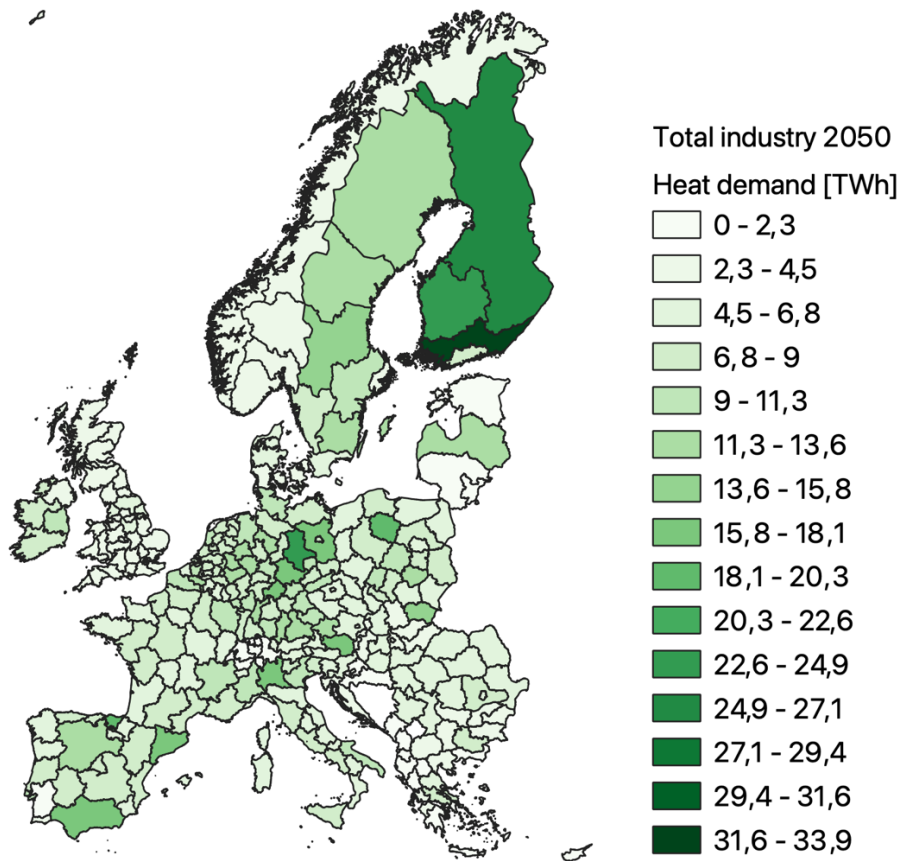 Total industry 2050
Heat demand [TWh]
0 - 2,3
2,3 - 4,5
4,5 - 6,8
6,8 - 9
9 - 11,3
11,3 - 13,6
13,6 - 15,8
15,8 - 18,1
18,1 - 20,3
20,3 - 22,6
22,6 - 24,9
24,9 - 27,1
27,1 - 29,4
29,4 - 31,6
31,6 - 33,9